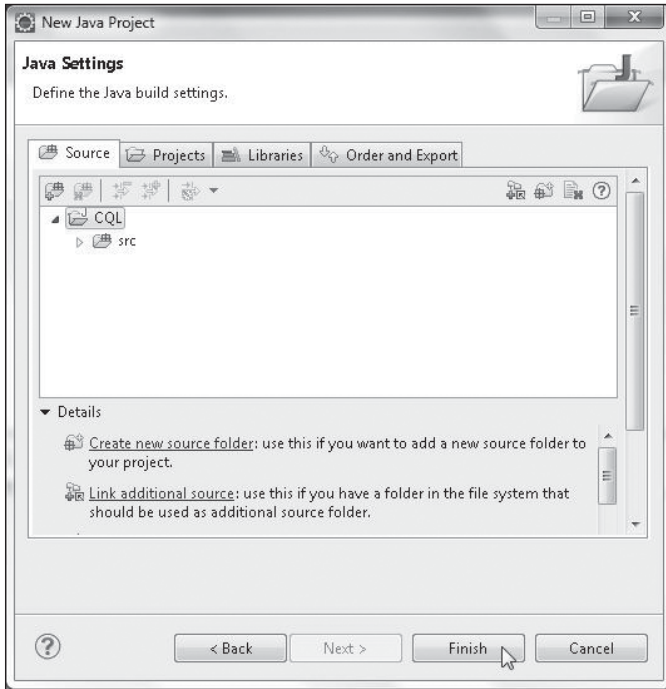 New Java Project
Java Settings
Define the Java build settings.
Source Projects Libraries Order and Export
CQL
src
Details
Create new source folder: use this if you want to add a new source folder to
your project.
Link additional source: use this if you have a folder in the file system that
should be used as additional source folder.
< Back Next > Finish Cancel